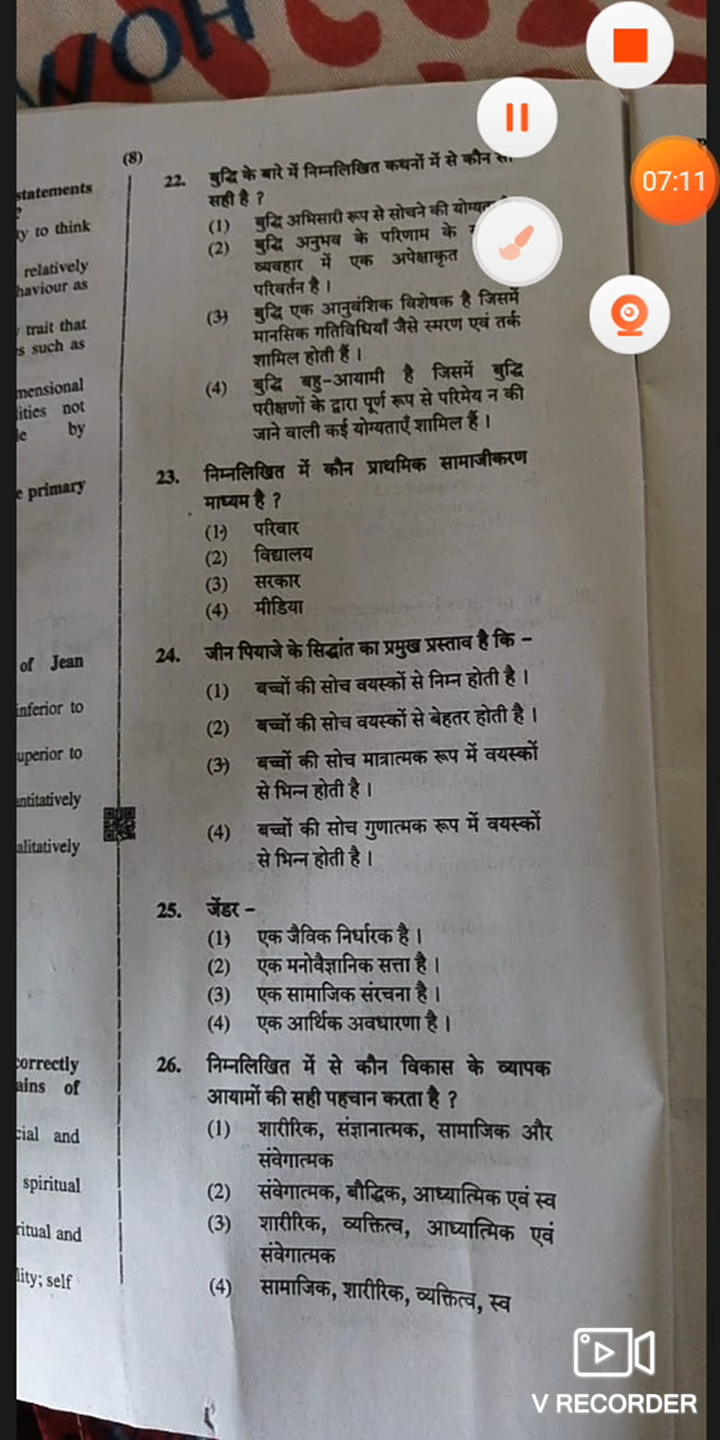 WOH
07:11
(8)
statements
?
ty to think
relatively
haviour as
trait that
s such as
mensional
ities not
le by
e primary
of Jean
inferior to
uperior to
antitatively
alitatively
correctly
ains of
cial and
spiritual
ritual and
lity; self
22. बुद्धि के बारे में निम्नलिखित कथनों में से कौन सा
सही है ?
(1) बुद्धि अभिसारी रूप से सोचने की योग्यता
(2) बुद्धि अनुभव के परिणाम के
व्यवहार में एक अपेक्षाकृत
परिवर्तन है ।
(3) बुद्धि एक आनुवंशिक विशेषक है जिसमें
मानसिक गतिविधियाँ जैसे स्मरण एवं तर्क
शामिल होती हैं ।
(4) बुद्धि बहु-आयामी है जिसमें बुद्धि
परीक्षणों के द्वारा पूर्ण रूप से परिमेय न की
जाने वाली कई योग्यताएँ शामिल हैं ।
23. निम्नलिखित में कौन प्राथमिक सामाजीकरण
माध्यम है ?
(1) परिवार
(2) विद्यालय
(3) सरकार
(4) मीडिया
24. जीन पियाजे के सिद्धांत का प्रमुख प्रस्ताव है कि –
(1) बच्चों की सोच वयस्कों से निम्न होती है ।
(2) बच्चों की सोच वयस्कों से बेहतर होती है ।
(3) बच्चों की सोच मात्रात्मक रूप में वयस्कों
से भिन्न होती है ।
(4) बच्चों की सोच गुणात्मक रूप में वयस्कों
से भिन्न होती है ।
25. जेंडर –
(1) एक जैविक निर्धारक है ।
(2) एक मनोवैज्ञानिक सत्ता है ।
(3) एक सामाजिक संरचना है ।
(4) एक आर्थिक अवधारणा है ।
26. निम्नलिखित में से कौन विकास के व्यापक
आयामों की सही पहचान करता है ?
(1) शारीरिक, संज्ञानात्मक, सामाजिक और
संवेगात्मक
(2) संवेगात्मक, बौद्धिक, आध्यात्मिक एवं स्व
(3) शारीरिक, व्यक्तित्व, आध्यात्मिक एवं
संवेगात्मक
(4) सामाजिक, शारीरिक, व्यक्तित्व, स्व
V RECORDER